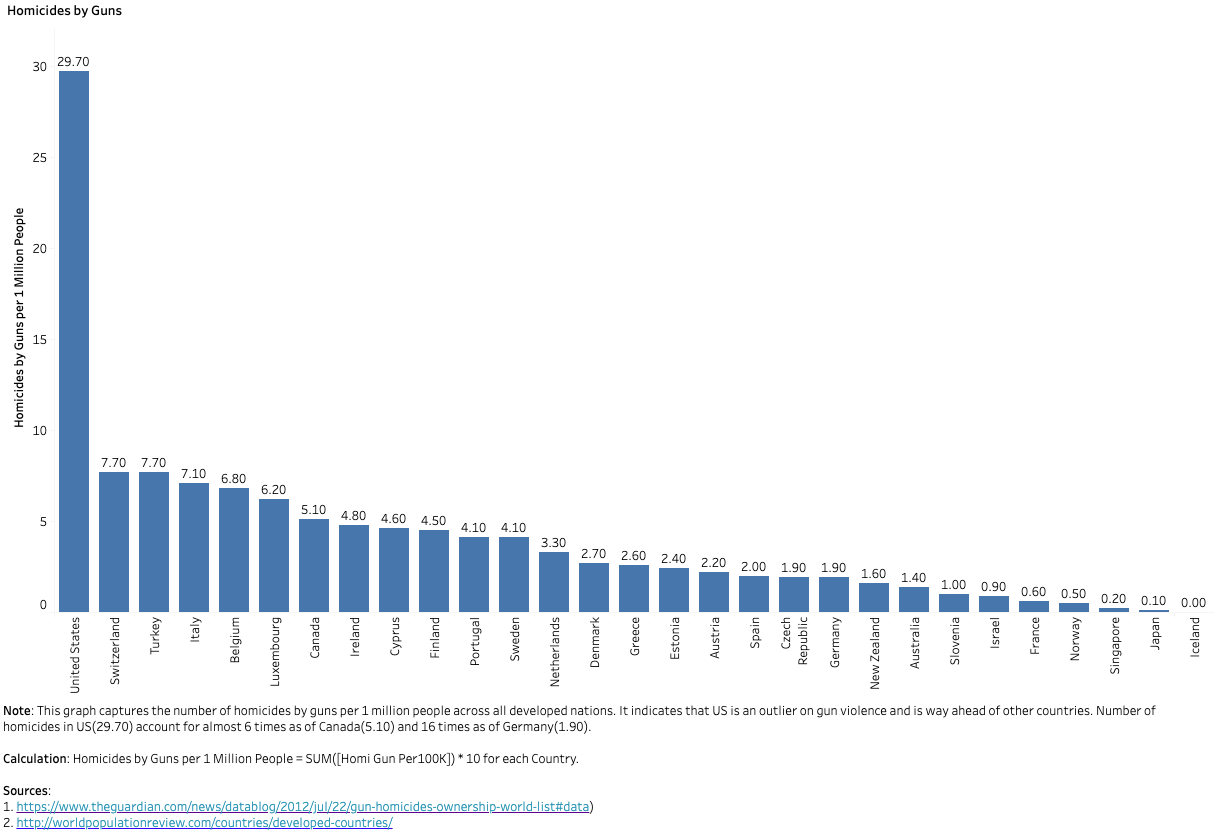 Homicides by Guns
Homicides by Guns per 1 Million People
30
25
20
15
10
5
0
29.70
7.70
7.70
7.10
6.80
6.20
5.10
4.80
4.60
4.50
4.10
4.10
3.30
2.70
2.60
2.40
2.20
2.00
1.90
1.90
1.60
1.40
1.00
0.90
0.60
0.50
0.20
0.10
0.00
United States
Switzerland
Turkey
Italy
Belgium
Luxembourg
Canada
Ireland
Cyprus
Finland
Portugal
Sweden
Netherlands
Denmark
Greece
Estonia
Austria
Spain
Czech
Republic
Germany
New Zealand
Australia
Slovenia
Israel
France
Norway
Singapore
Japan
Iceland
Note: This graph captures the number of homicides by guns per 1 million people across all developed nations. It indicates that US is an outlier on gun violence and is way ahead of other countries. Number of
homicides in US(29.70) account for almost 6 times as of Canada(5.10) and 16 times as of Germany(1.90).
Calculation: Homicides by Guns per 1 Million People = SUM([Homi Gun Per100K]) * 10 for each Country.
Sources:
1. https://www.theguardian.com/news/datablog/2012/jul/22/gun-homicides-ownership-world-list#data)
2. http://worldpopulationreview.com/countries/developed-countries/